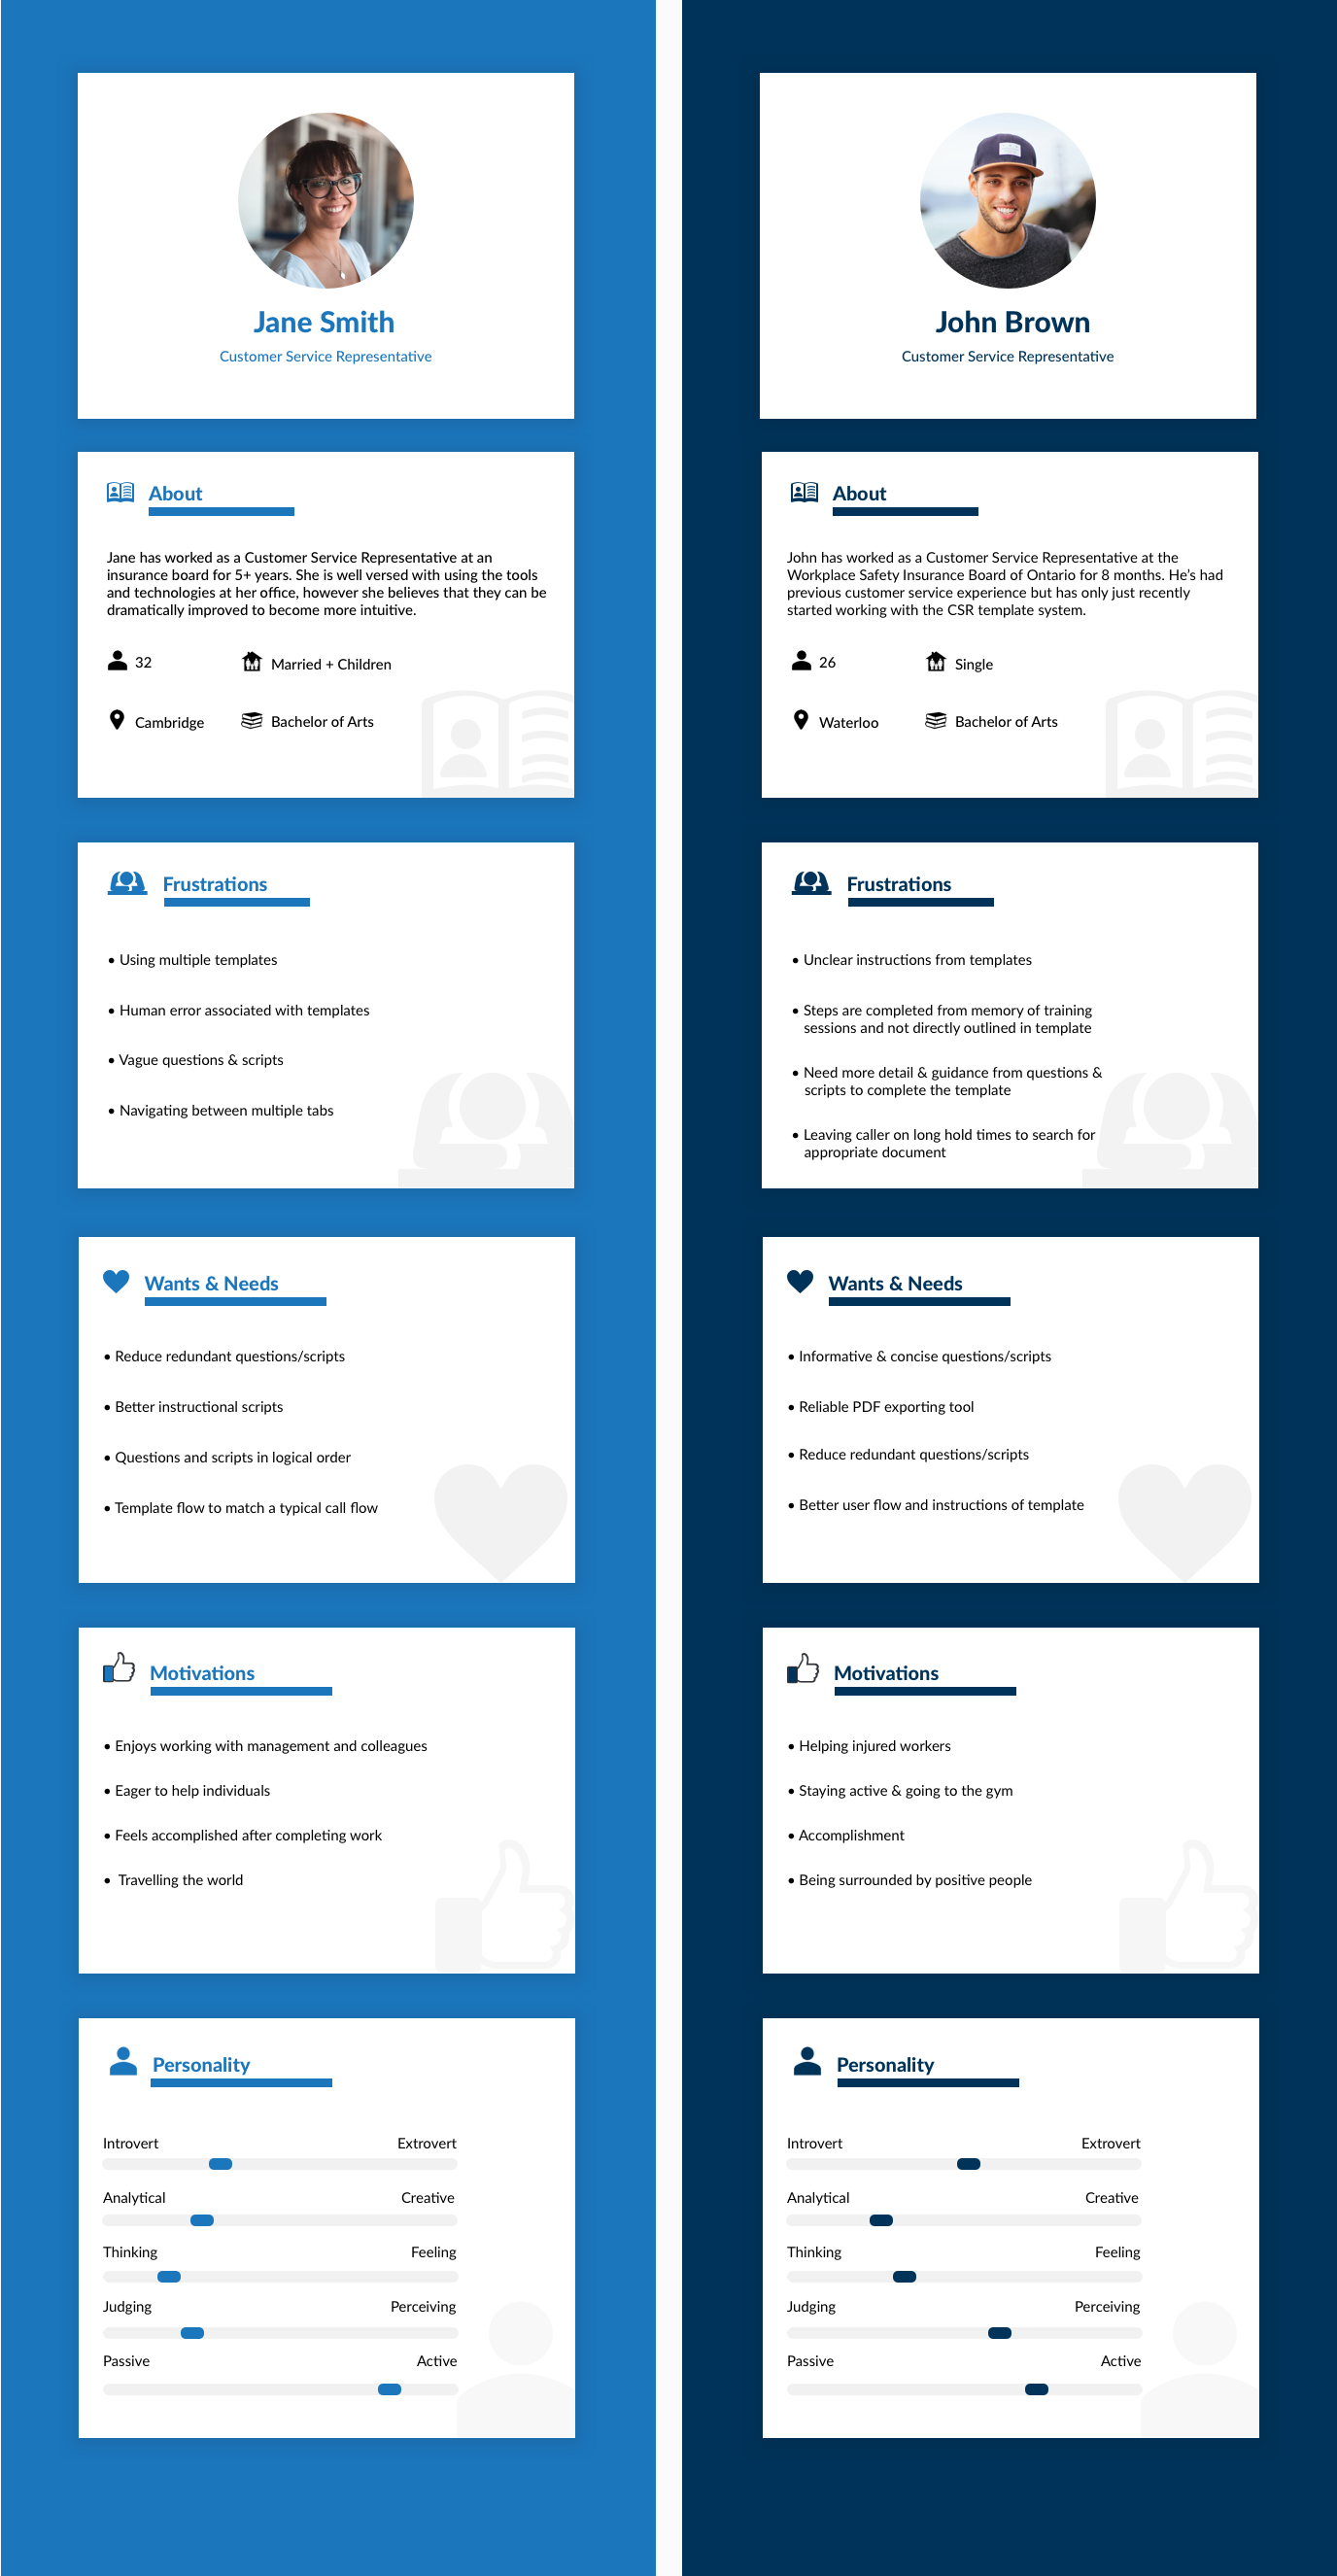 Jane Smith
Customer Service Representative
About
Jane has worked as a Customer Service Representative at an
insurance board for 5+ years. She is well versed with using the tools
and technologies at her office, however she believes that they can be
dramatically improved to become more intuitive.
32
Married + Children
Cambridge
Bachelor of Arts
Frustrations
• Using multiple templates
• Human error associated with templates
• Vague questions & scripts
• Navigating between multiple tabs
Wants & Needs
• Reduce redundant questions/scripts
• Better instructional scripts
• Questions and scripts in logical order
• Template flow to match a typical call flow
Motivations
• Enjoys working with management and colleagues
• Eager to help individuals
• Feels accomplished after completing work
• Travelling the world
Personality
Introvert Extrovert
Analytical Creative
Thinking Feeling
Judging Perceiving
Passive Active
John Brown
Customer Service Representative
About
John has worked as a Customer Service Representative at the
Workplace Safety Insurance Board of Ontario for 8 months. He's had
previous customer service experience but has only just recently
started working with the CSR template system.
26
Single
Waterloo
Bachelor of Arts
Frustrations
• Unclear instructions from templates
• Steps are completed from memory of training
sessions and not directly outlined in template
• Need more detail & guidance from questions &
scripts to complete the template
• Leaving caller on long hold times to search for
appropriate document
Wants & Needs
• Informative & concise questions/scripts
• Reliable PDF exporting tool
• Reduce redundant questions/scripts
• Better user flow and instructions of template
Motivations
• Helping injured workers
• Staying active & going to the gym
• Accomplishment
• Being surrounded by positive people
Personality
Introvert Extrovert
Analytical Creative
Thinking Feeling
Judging Perceiving
Passive Active